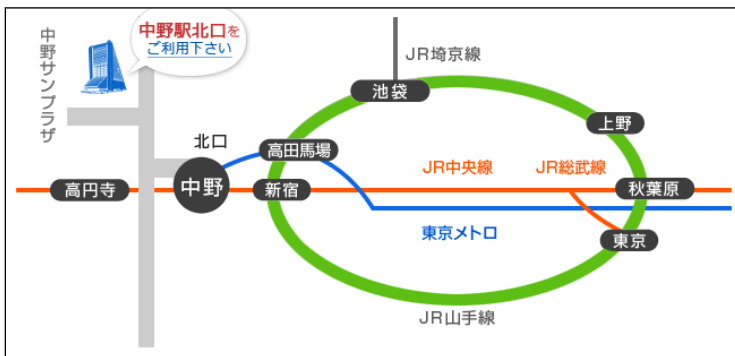 中野サンプラザ
中野駅北口を
ご利用下さい
JR埼京線
池袋
上野
北口
高田馬場
JR中央線
JR総武線
高円寺
中野
新宿
秋葉原
東京メトロ
東京
JR山手線